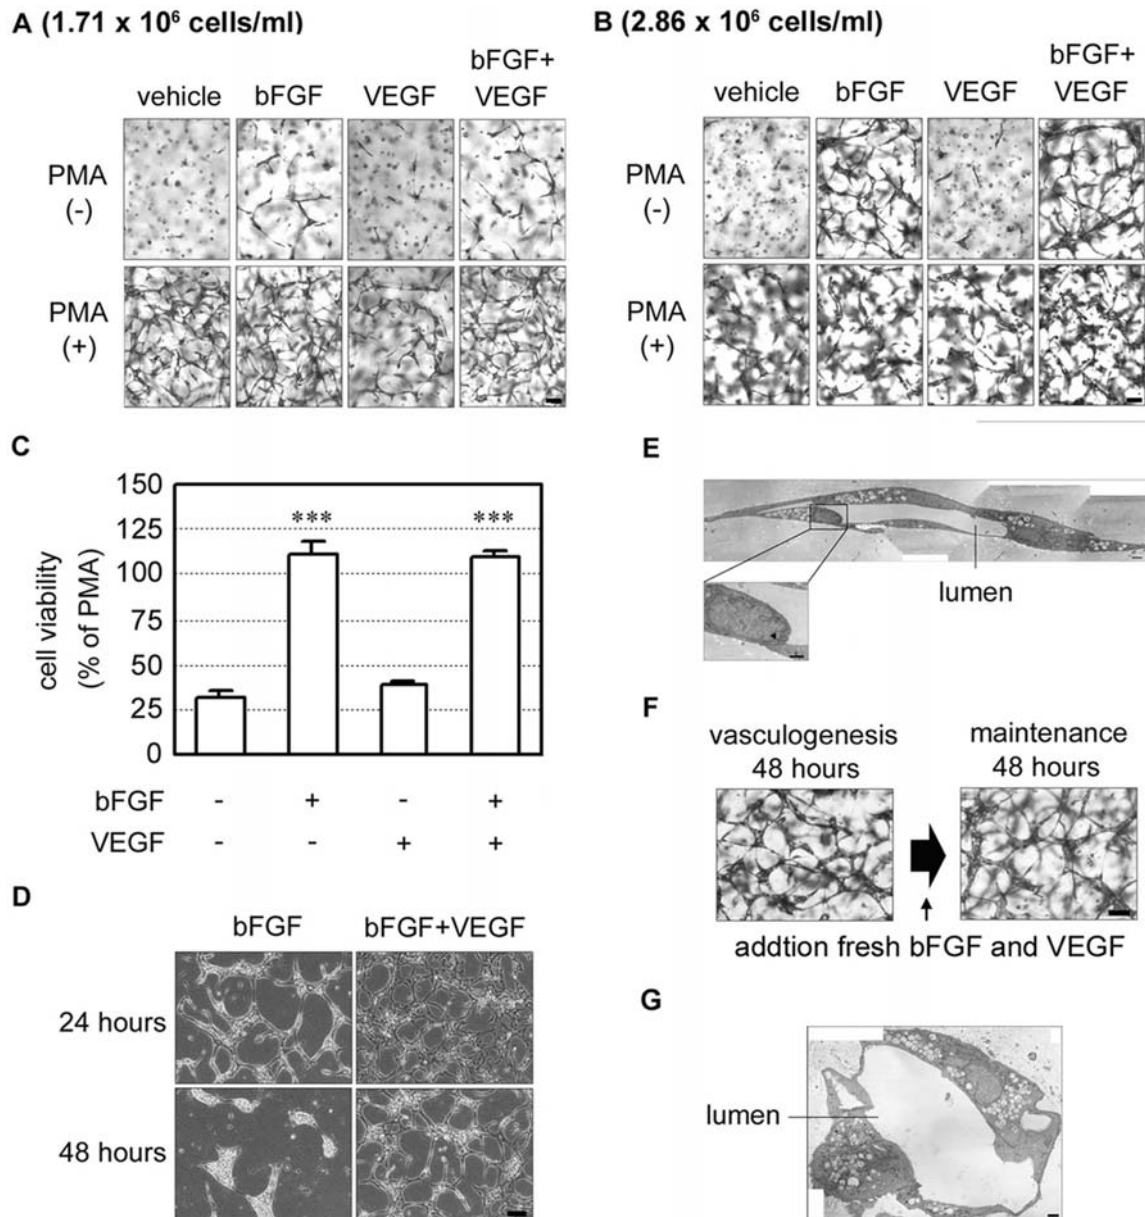 A (1.71 x 10⁶ cells/ml)
vehicle bFGF VEGF bFGF+ VEGF
PMA
(-)
PMA
(+)
B (2.86 x 10⁶ cells/ml)
vehicle bFGF VEGF bFGF+ VEGF
PMA
(-)
PMA
(+)
C
cell viability
(% of PMA)
150
125
100
75
50
25
0
*** ***
bFGF - + - +
VEGF - - + +
D
bFGF bFGF+VEGF
24 hours
48 hours
E
lumen
F
vasculogenesis
48 hours
maintenance
48 hours
addtion fresh bFGF and VEGF
G
lumen